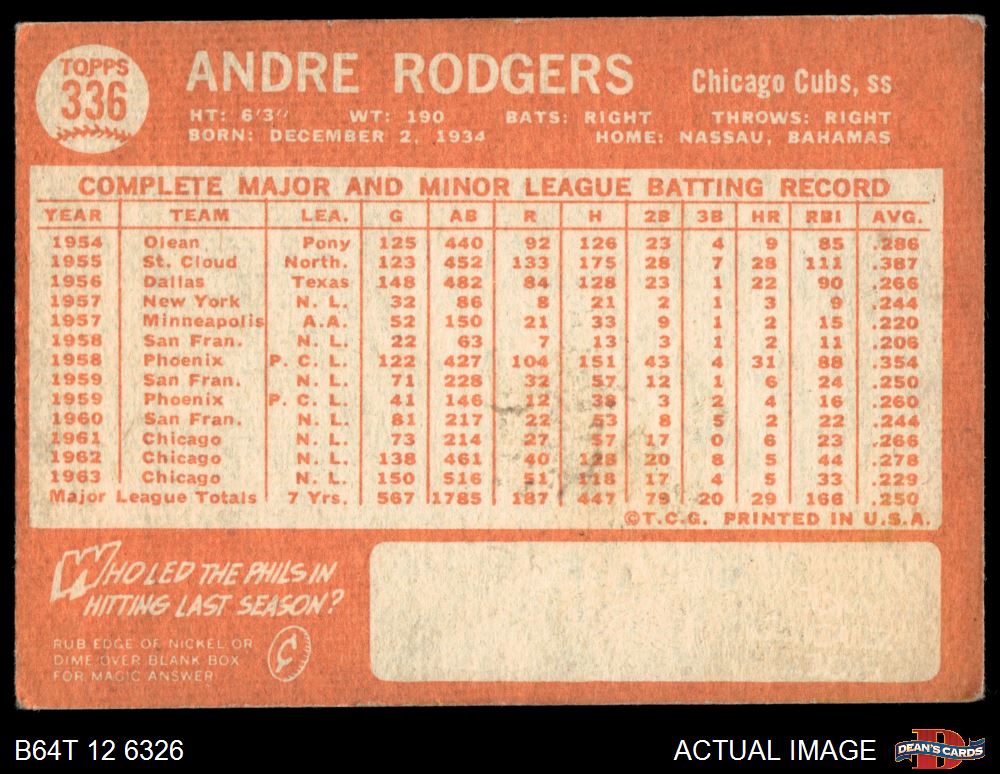 TOPPS
336
ANDRE RODGERS
Chicago Cubs, ss
HT: 6'3" WT: 190 BATS: RIGHT THROWS: RIGHT
BORN: DECEMBER 2, 1934 HOME: NASSAU, BAHAMAS
COMPLETE MAJOR AND MINOR LEAGUE BATTING RECORD
YEAR TEAM LEA. G AB R H 2B 3B HR RBI AVG.
1954 Olean Pony 125 440 92 126 23 4 9 85 .286
1955 St. Cloud North. 123 452 133 175 28 7 28 111 .387
1956 Dallas Texas 148 482 84 128 23 1 22 90 .266
1957 New York N. L. 32 86 8 21 2 1 3 9 .244
1957 Minneapolis A.A. 52 150 21 33 9 1 2 15 .220
1958 San Fran. N. L. 22 63 7 13 3 1 2 11 .206
1958 Phoenix P. C. L. 122 427 104 151 43 4 31 88 .354
1959 San Fran. N. L. 71 228 32 57 12 1 6 24 .250
1959 Phoenix P. C. L. 41 146 12 38 3 2 4 16 .260
1960 San Fran. N. L. 81 217 22 53 8 5 2 22 .244
1961 Chicago N. L. 73 214 27 57 17 0 6 23 .266
1962 Chicago N. L. 138 461 40 128 20 8 5 44 .278
1963 Chicago N. L. 150 516 51 118 17 4 5 33 .229
Major League Totals 7 Yrs. 567 1785 187 447 79 20 29 166 .250
©T.C.G. PRINTED IN U.S.A.
WHO LED THE PHILS IN
HITTING LAST SEASON?
RUB EDGE OF NICKEL OR
DIME OVER BLANK BOX
FOR MAGIC ANSWER
¢
B64T 12 6326
ACTUAL IMAGE
D
DEAN'S CARDS